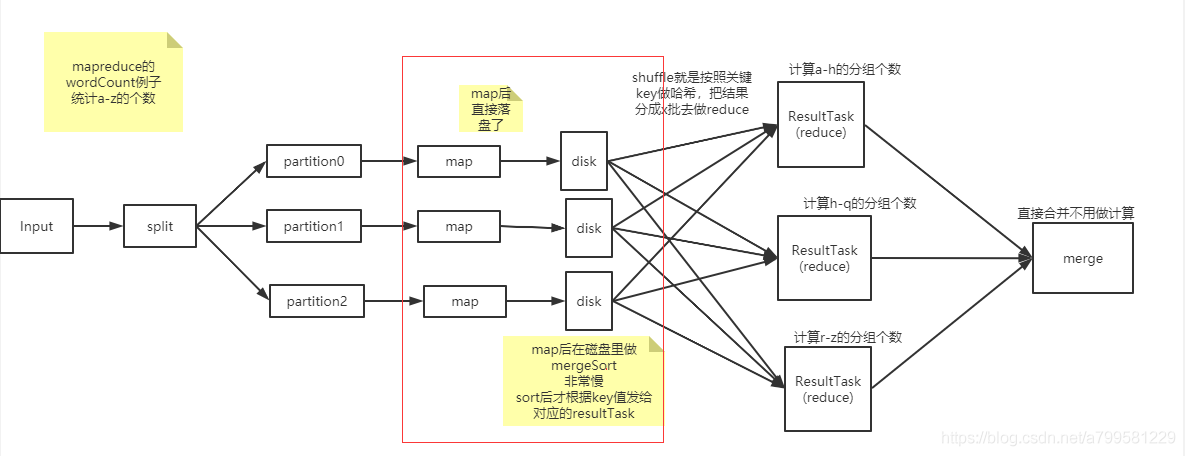 mapreduce的
wordCount例子
统计a-z的个数
map后
直接落
盘了
shuffle就是按照关键
key做哈希，把结果
分成x批去做reduce
计算a-h的分组个数
ResultTask
(reduce)
partition0
map
disk
Input
split
partition1
map
disk
计算h-q的分组个数
ResultTask
(reduce)
直接合并不用做计算
merge
partition2
map
disk
计算r-z的分组个数
ResultTask
(reduce)
map后在磁盘里做
mergeSort
非常慢
sort后才根据key值发给
对应的resultTask
https://blog.csdn.net/a799581229